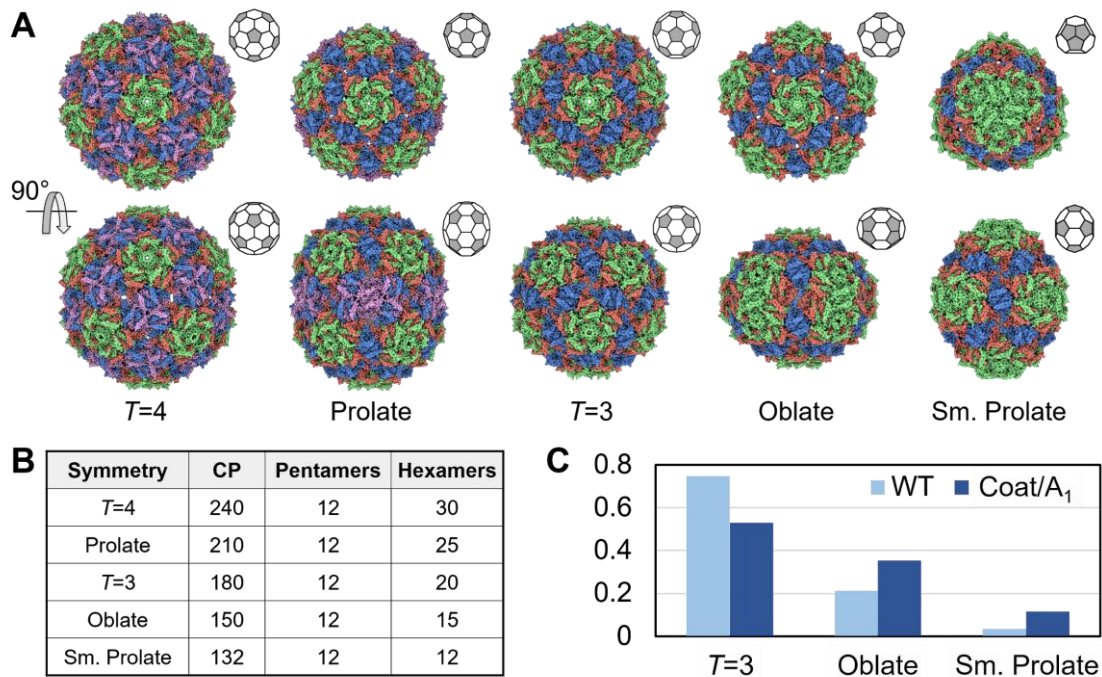 A
90°
T=4 Prolate T=3 Oblate Sm. Prolate
B
Symmetry CP Pentamers Hexamers
T=4 240 12 30
Prolate 210 12 25
T=3 180 12 20
Oblate 150 12 15
Sm. Prolate 132 12 12
C
0.8
WT Coat/A₁
0.6
0.4
0.2
0
T=3 Oblate Sm. Prolate